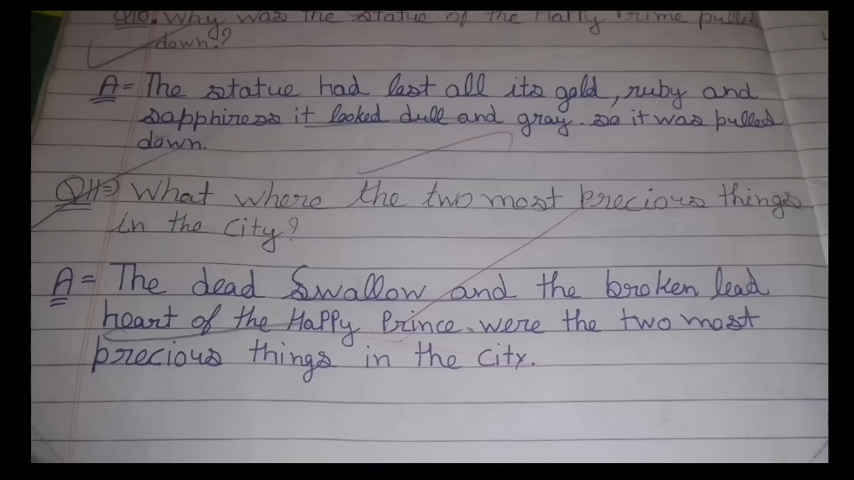 Q10. Why was the statue of the Happy Prince pulled
down?
A= The statue had lost all its gold, ruby and
sapphiress it looked dull and gray. so it was pulled
down.
Q11=) What where the two most precious things
in the city?
A= The dead Swallow and the broken lead
heart of the Happy Prince. were the two most
precious things in the city.